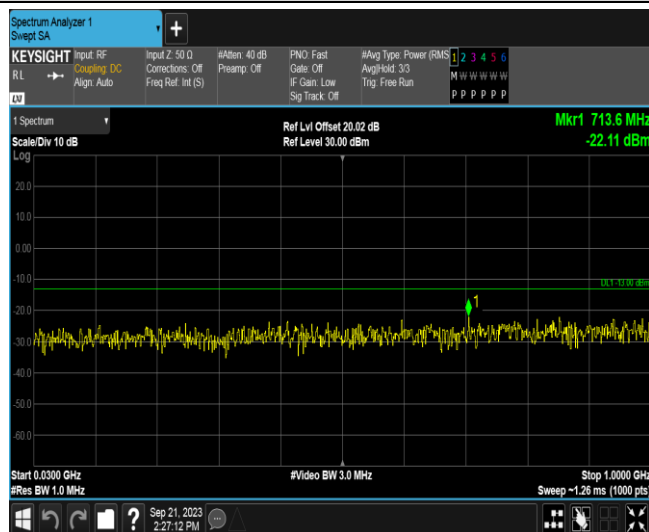 Spectrum Analyzer 1
Swept SA
+
KEYSIGHT
RL
LXI
Input: RF
Coupling: DC
Align: Auto
Input Z: 50 Ω
Corrections: Off
Freq Ref: Int (S)
#Atten: 40 dB
Preamp: Off
PNO: Fast
Gate: Off
IF Gain: Low
Sig Track: Off
#Avg Type: Power (RMS
Avg|Hold: 3/3
Trig: Free Run
1 2 3 4 5 6
M W W W W W
P P P P P P
1 Spectrum
Scale/Div 10 dB
Log
Ref Lvl Offset 20.02 dB
Ref Level 30.00 dBm
Mkr1 713.6 MHz
-22.11 dBm
20.0
10.0
0.00
-10.0
-20.0
-30.0
-40.0
-50.0
-60.0
DL1 -13.00 dBm
1
Start 0.0300 GHz
#Res BW 1.0 MHz
#Video BW 3.0 MHz
Stop 1.0000 GHz
Sweep ~1.26 ms (1000 pts)
?
Sep 21, 2023
2:27:12 PM